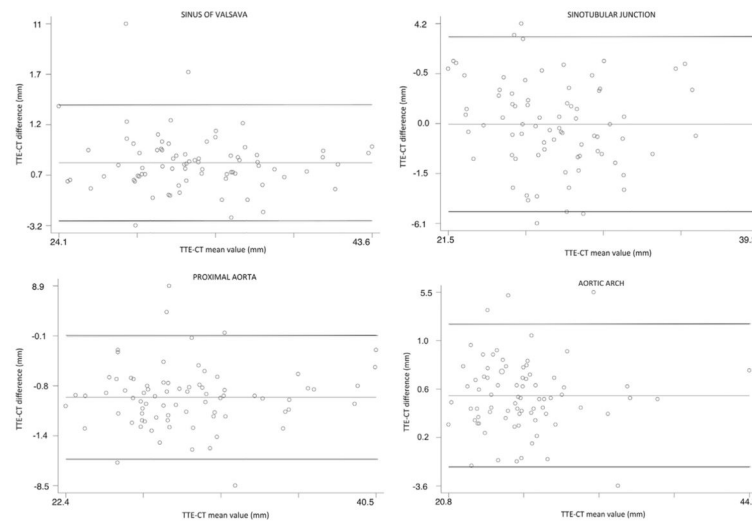 SINUS OF VALSAVA
11
1.7
1.2
0.7
-3.2
TTE-CT difference (mm)
24.1
43.6
TTE-CT mean value (mm)
SINOTUBULAR JUNCTION
4.2
-0.5
0.0
-1.5
-6.1
TTE-CT difference (mm)
21.5
TTE-CT mean value (mm)
PROXIMAL AORTA
8.9
-0.1
-0.8
-1.4
-8.5
TTE-CT difference (mm)
22.4
40.5
TTE-CT mean value (mm)
AORTIC ARCH
5.5
1.0
0.6
0.2
-3.6
TTE-CT difference (mm)
20.8
TTE-CT mean value (mm)